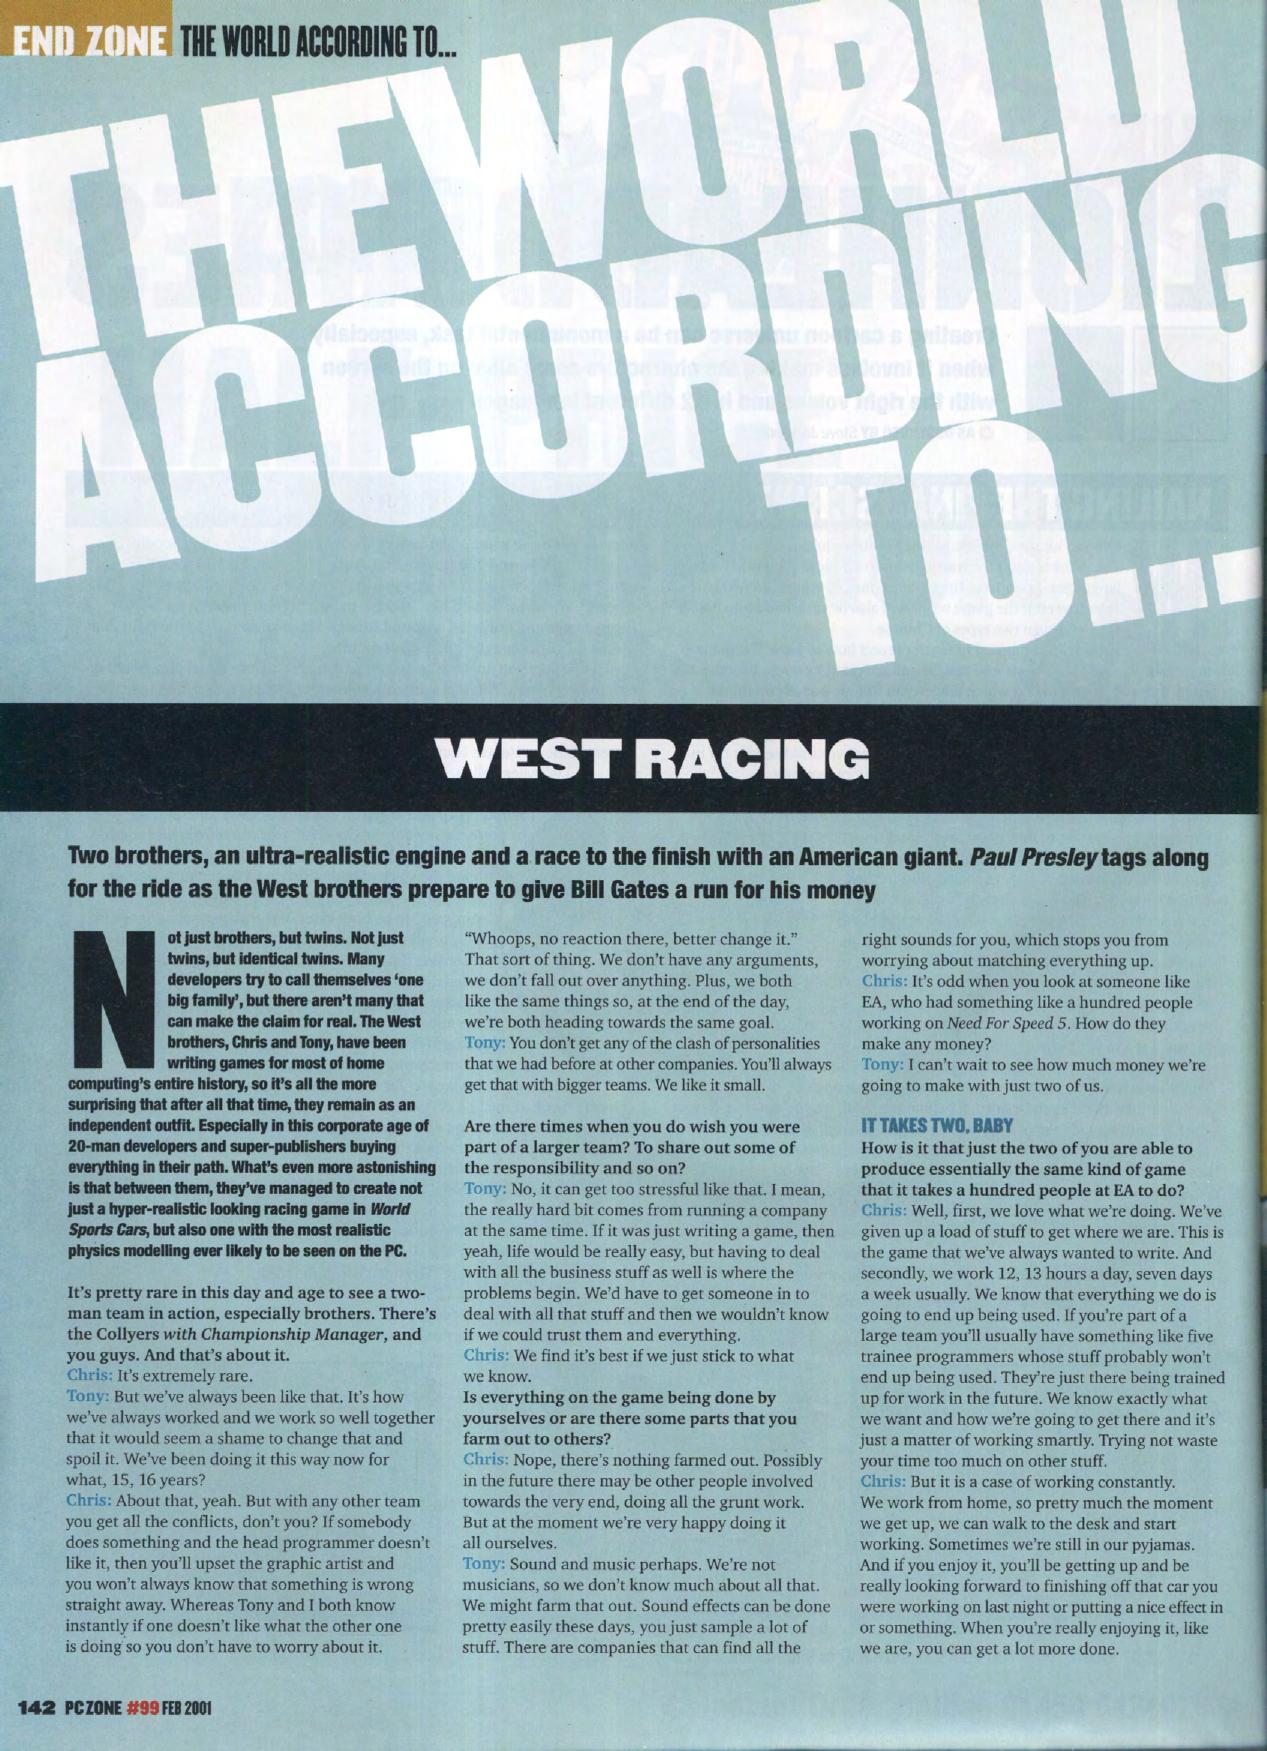 END ZONE THE WORLD ACCORDING TO...
THE WORLD
ACCORDING
TO...
WEST RACING
Two brothers, an ultra-realistic engine and a race to the finish with an American giant. Paul Presley tags along
for the ride as the West brothers prepare to give Bill Gates a run for his money
Not just brothers, but twins. Not just
twins, but identical twins. Many
developers try to call themselves ‘one
big family’, but there aren't many that
can make the claim for real. The West
brothers, Chris and Tony, have been
writing games for most of home
computing's entire history, so it's all the more
surprising that after all that time, they remain as an
independent outfit. Especially in this corporate age of
20-man developers and super-publishers buying
everything in their path. What's even more astonishing
is that between them, they've managed to create not
just a hyper-realistic looking racing game in World
Sports Cars, but also one with the most realistic
physics modelling ever likely to be seen on the PC.
It's pretty rare in this day and age to see a two-
man team in action, especially brothers. There's
the Collyers with Championship Manager, and
you guys. And that's about it.
Chris: It's extremely rare.
Tony: But we've always been like that. It's how
we've always worked and we work so well together
that it would seem a shame to change that and
spoil it. We've been doing it this way now for
what, 15, 16 years?
Chris: About that, yeah. But with any other team
you get all the conflicts, don't you? If somebody
does something and the head programmer doesn't
like it, then you'll upset the graphic artist and
you won't always know that something is wrong
straight away. Whereas Tony and I both know
instantly if one doesn't like what the other one
is doing so you don't have to worry about it.
“Whoops, no reaction there, better change it.”
That sort of thing. We don't have any arguments,
we don't fall out over anything. Plus, we both
like the same things so, at the end of the day,
we're both heading towards the same goal.
Tony: You don't get any of the clash of personalities
that we had before at other companies. You'll always
get that with bigger teams. We like it small.
Are there times when you do wish you were
part of a larger team? To share out some of
the responsibility and so on?
Tony: No, it can get too stressful like that. I mean,
the really hard bit comes from running a company
at the same time. If it was just writing a game, then
yeah, life would be really easy, but having to deal
with all the business stuff as well is where the
problems begin. We'd have to get someone in to
deal with all that stuff and then we wouldn't know
if we could trust them and everything.
Chris: We find it's best if we just stick to what
we know.
Is everything on the game being done by
yourselves or are there some parts that you
farm out to others?
Chris: Nope, there's nothing farmed out. Possibly
in the future there may be other people involved
towards the very end, doing all the grunt work.
But at the moment we're very happy doing it
all ourselves.
Tony: Sound and music perhaps. We're not
musicians, so we don't know much about all that.
We might farm that out. Sound effects can be done
pretty easily these days, you just sample a lot of
stuff. There are companies that can find all the
right sounds for you, which stops you from
worrying about matching everything up.
Chris: It's odd when you look at someone like
EA, who had something like a hundred people
working on Need For Speed 5. How do they
make any money?
Tony: I can't wait to see how much money we're
going to make with just two of us.
IT TAKES TWO, BABY
How is it that just the two of you are able to
produce essentially the same kind of game
that it takes a hundred people at EA to do?
Chris: Well, first, we love what we're doing. We've
given up a load of stuff to get where we are. This is
the game that we've always wanted to write. And
secondly, we work 12, 13 hours a day, seven days
a week usually. We know that everything we do is
going to end up being used. If you're part of a
large team you'll usually have something like five
trainee programmers whose stuff probably won't
end up being used. They're just there being trained
up for work in the future. We know exactly what
we want and how we're going to get there and it's
just a matter of working smartly. Trying not waste
your time too much on other stuff.
Chris: But it is a case of working constantly.
We work from home, so pretty much the moment
we get up, we can walk to the desk and start
working. Sometimes we're still in our pyjamas.
And if you enjoy it, you'll be getting up and be
really looking forward to finishing off that car you
were working on last night or putting a nice effect in
or something. When you're really enjoying it, like
we are, you can get a lot more done.
142 PC ZONE #99 FEB 2001